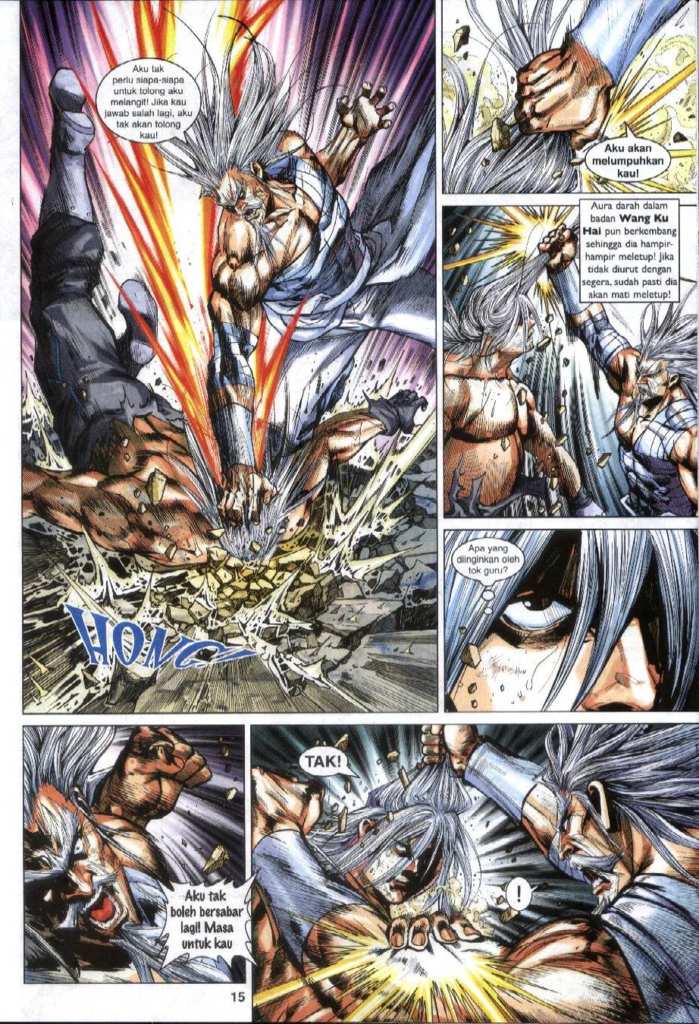 Aku tak
perlu siapa-siapa
untuk tolong aku
melangit! Jika kau
jawab salah lagi, aku
tak akan tolong
kau!
HONG
Aku akan
melumpuhkan
kau!
Aura darah dalam
badan Wang Ku
Hai pun berkembang
sehingga dia hampir-
hampir meletup! Jika
tidak diurut dengan
segera, sudah pasti dia
akan mati meletup!
Apa yang
diinginkan oleh
tok guru?
Aku tak
boleh bersabar
lagi! Masa
untuk kau
TAK!
!
15